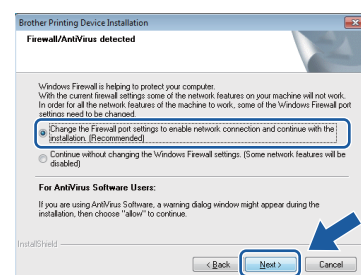 Brother Printing Device Installation
Firewall/AntiVirus detected
Windows Firewall is helping to protect your computer.
With the current firewall settings some of the network features on your machine will not work.
In order for all the network features of the machine to work, some of the Windows Firewall port
settings need to be changed.
Change the Firewall port settings to enable network connection and continue with the
installation. (Recommended)
Continue without changing the Windows Firewall settings. (Some network features will be
disabled)
For AntiVirus Software Users:
If you are using AntiVirus Software, a warning dialog window might appear during the
installation, then choose "allow" to continue.
InstallShield
< Back
Next >
Cancel